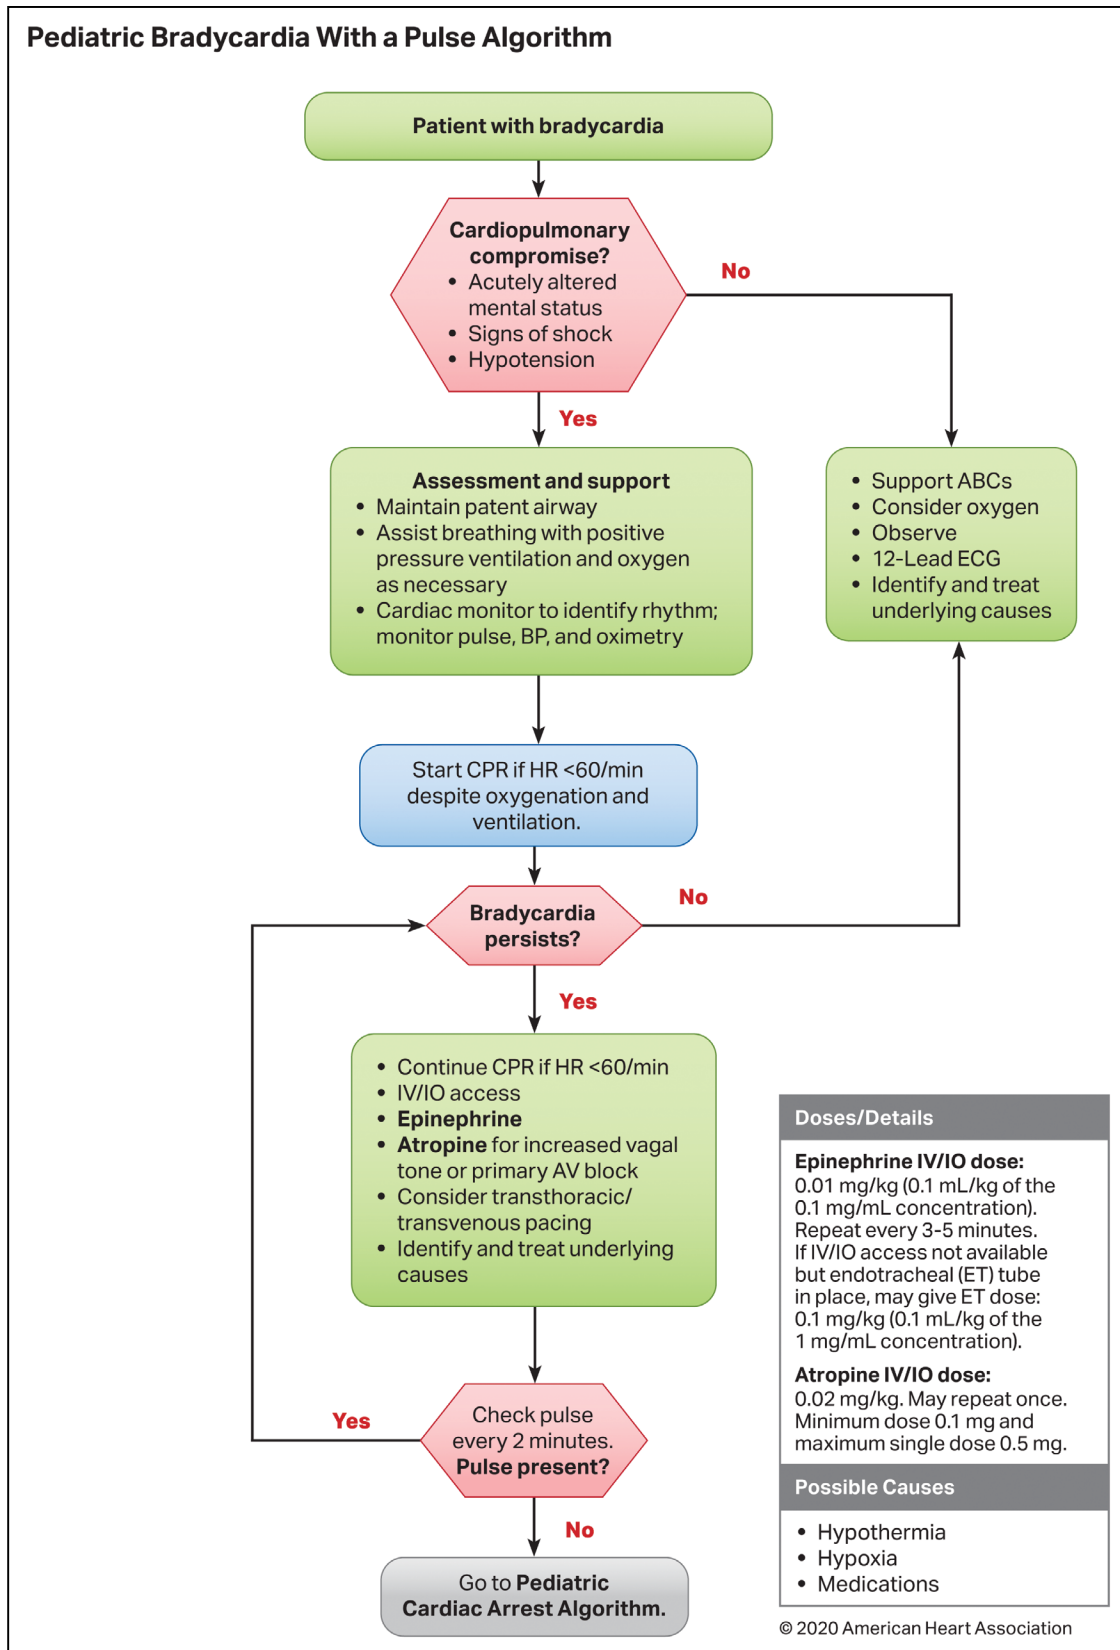 Pediatric Bradycardia With a Pulse Algorithm
Patient with bradycardia
Cardiopulmonary
compromise?
• Acutely altered
mental status
• Signs of shock
• Hypotension
No
Yes
Assessment and support
• Maintain patent airway
• Assist breathing with positive
pressure ventilation and oxygen
as necessary
• Cardiac monitor to identify rhythm;
monitor pulse, BP, and oximetry
• Support ABCs
• Consider oxygen
• Observe
• 12-Lead ECG
• Identify and treat
underlying causes
Start CPR if HR <60/min
despite oxygenation and
ventilation.
Bradycardia
persists?
No
Yes
• Continue CPR if HR <60/min
• IV/IO access
• Epinephrine
• Atropine for increased vagal
tone or primary AV block
• Consider transthoracic/
transvenous pacing
• Identify and treat underlying
causes
Check pulse
every 2 minutes.
Pulse present?
Yes
No
Go to Pediatric
Cardiac Arrest Algorithm.
Doses/Details
Epinephrine IV/IO dose:
0.01 mg/kg (0.1 mL/kg of the
0.1 mg/mL concentration).
Repeat every 3-5 minutes.
If IV/IO access not available
but endotracheal (ET) tube
in place, may give ET dose:
0.1 mg/kg (0.1 mL/kg of the
1 mg/mL concentration).
Atropine IV/IO dose:
0.02 mg/kg. May repeat once.
Minimum dose 0.1 mg and
maximum single dose 0.5 mg.
Possible Causes
• Hypothermia
• Hypoxia
• Medications
© 2020 American Heart Association